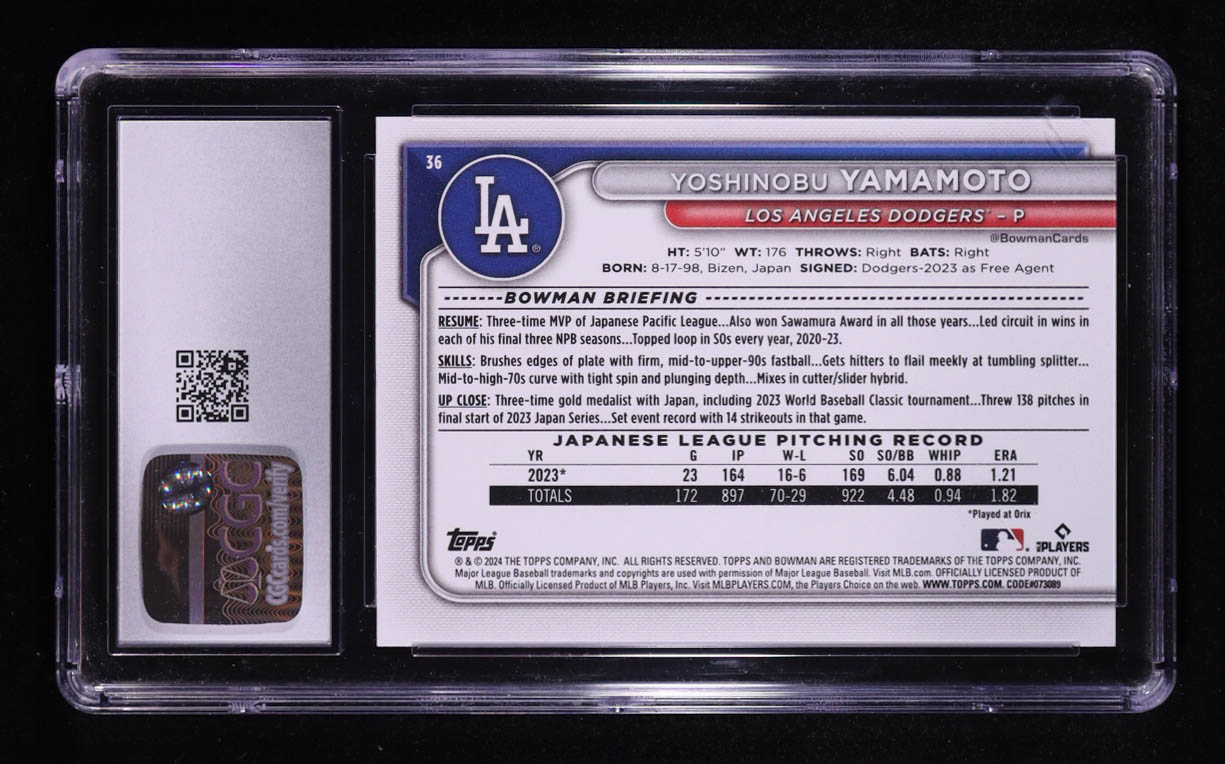 36
LA ®
YOSHINOBU YAMAMOTO
LOS ANGELES DODGERS® – P
@BowmanCards
HT: 5'10" WT: 176 THROWS: Right BATS: Right
BORN: 8-17-98, Bizen, Japan SIGNED: Dodgers-2023 as Free Agent
-------BOWMAN BRIEFING -------
RESUME: Three-time MVP of Japanese Pacific League...Also won Sawamura Award in all those years...Led circuit in wins in
each of his final three NPB seasons...Topped loop in SOs every year, 2020-23.
SKILLS: Brushes edges of plate with firm, mid-to-upper-90s fastball...Gets hitters to flail meekly at tumbling splitter...
Mid-to-high-70s curve with tight spin and plunging depth...Mixes in cutter/slider hybrid.
UP CLOSE: Three-time gold medalist with Japan, including 2023 World Baseball Classic tournament...Threw 138 pitches in
final start of 2023 Japan Series...Set event record with 14 strikeouts in that game.
JAPANESE LEAGUE PITCHING RECORD
YR G IP W-L SO SO/BB WHIP ERA
2023* 23 164 16-6 169 6.04 0.88 1.21
TOTALS 172 897 70-29 922 4.48 0.94 1.82
*Played at Orix
Topps
MLBPLAYERS
® & © 2024 THE TOPPS COMPANY, INC. ALL RIGHTS RESERVED. TOPPS AND BOWMAN ARE REGISTERED TRADEMARKS OF THE TOPPS COMPANY, INC.
Major League Baseball trademarks and copyrights are used with permission of Major League Baseball. Visit MLB.com. OFFICIALLY LICENSED PRODUCT OF
MLB. Officially Licensed Product of MLB Players, Inc. Visit MLBPLAYERS.COM, the Players Choice on the web. WWW.TOPPS.COM. CODE#073089
CGC
CGCcards.com/verify